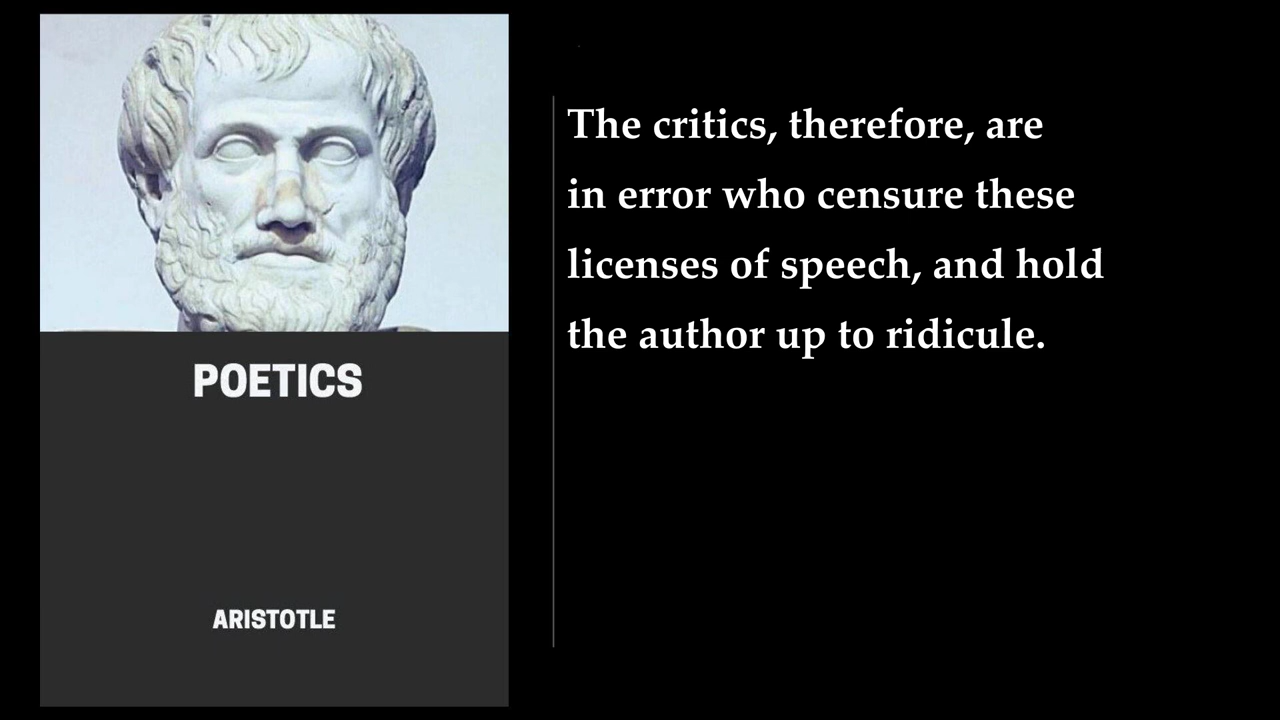 POETICS
ARISTOTLE
The critics, therefore, are
in error who censure these
licenses of speech, and hold
the author up to ridicule.